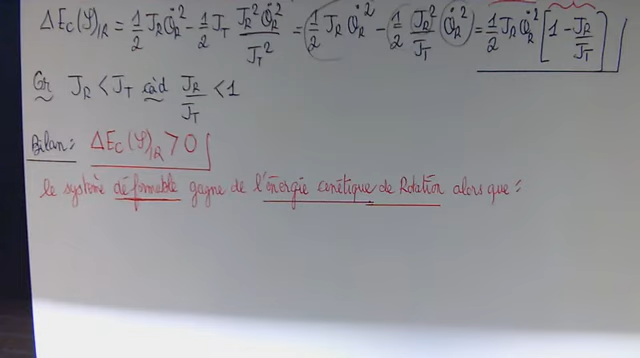 ΔEc(𝒮)/R = 1/2 J_R θ̇_R² − 1/2 J_T J_R² θ̇_R² / J_T² = 1/2 J_R θ̇_R² − 1/2 J_R²/J_T θ̇_R² = 1/2 J_R θ̇_R² [1 − J_R/J_T]
Or J_R < J_T càd J_R/J_T < 1
Bilan : ΔEc(𝒮)/R > 0
le système déformable gagne de l'énergie cinétique de Rotation alors que :